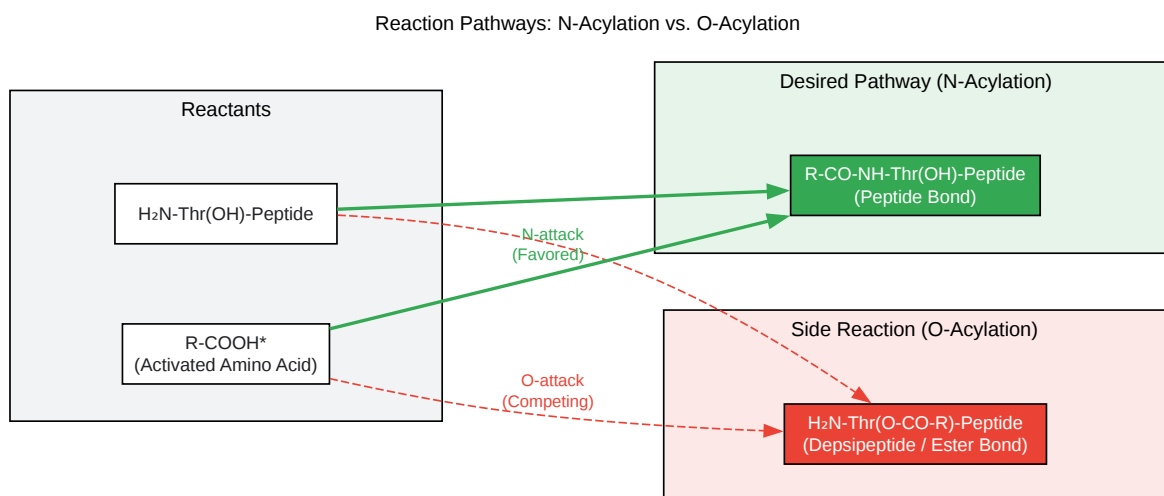 Reaction Pathways: N-Acylation vs. O-Acylation
Reactants
H₂N-Thr(OH)-Peptide
R-COOH*
(Activated Amino Acid)
N-attack
(Favored)
O-attack
(Competing)
Desired Pathway (N-Acylation)
R-CO-NH-Thr(OH)-Peptide
(Peptide Bond)
Side Reaction (O-Acylation)
H₂N-Thr(O-CO-R)-Peptide
(Depsipeptide / Ester Bond)